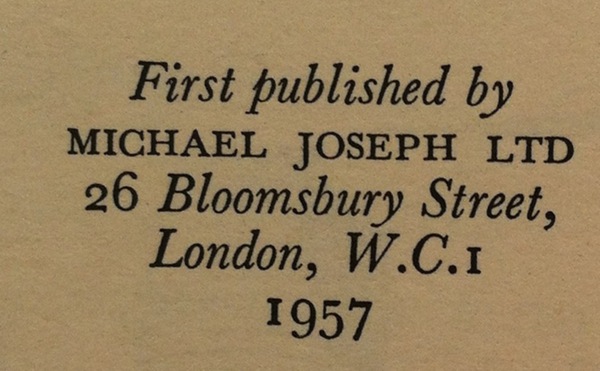 First published by
MICHAEL JOSEPH LTD
26 Bloomsbury Street,
London, W.C.1
1957